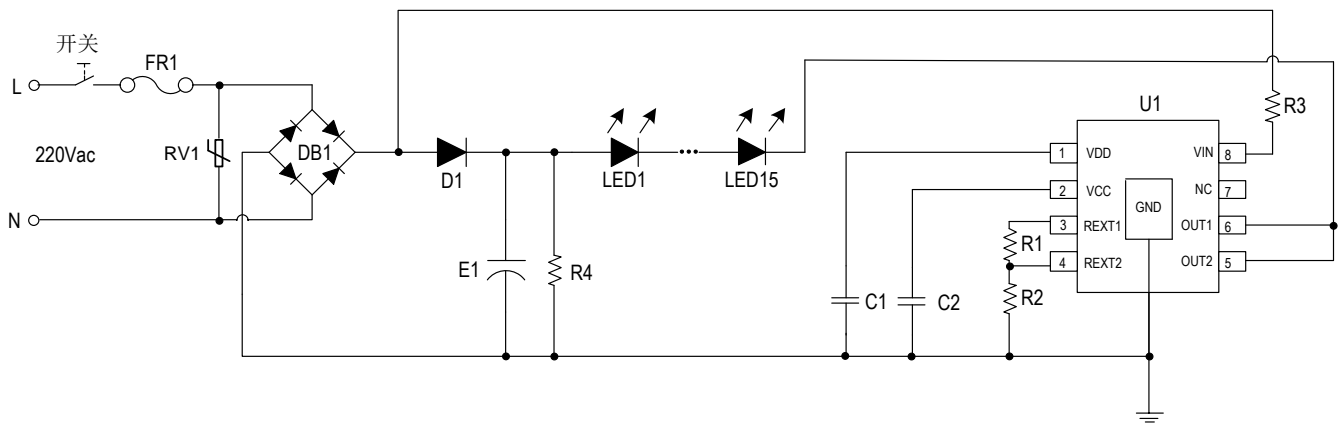 开关
FR1
L
220Vac
RV1
DB1
N
D1
E1
R4
LED1
LED15
C1
C2
R1
R2
U1
R3
1 VDD
2 VCC
3 REXT1
4 REXT2
GND
VIN 8
NC 7
OUT1 6
OUT2 5